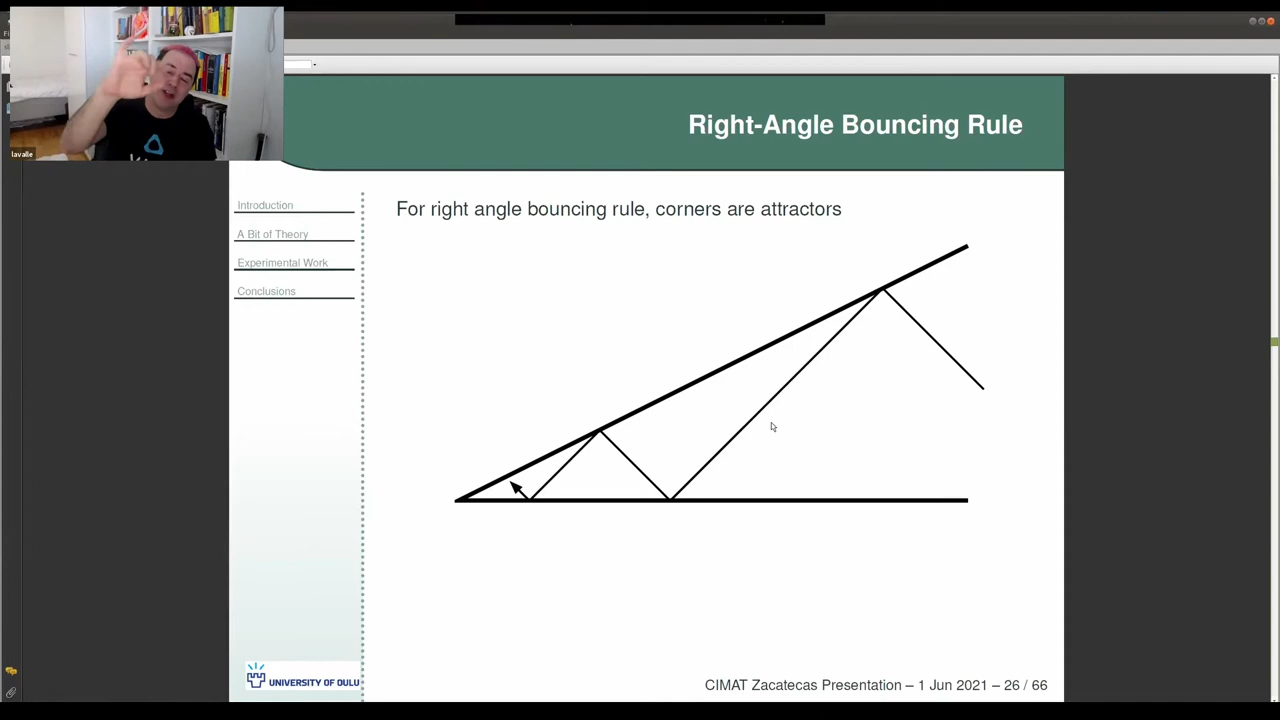 lavalle
Right-Angle Bouncing Rule
Introduction
A Bit of Theory
Experimental Work
Conclusions
For right angle bouncing rule, corners are attractors
UNIVERSITY OF OULU
CIMAT Zacatecas Presentation – 1 Jun 2021 – 26 / 66